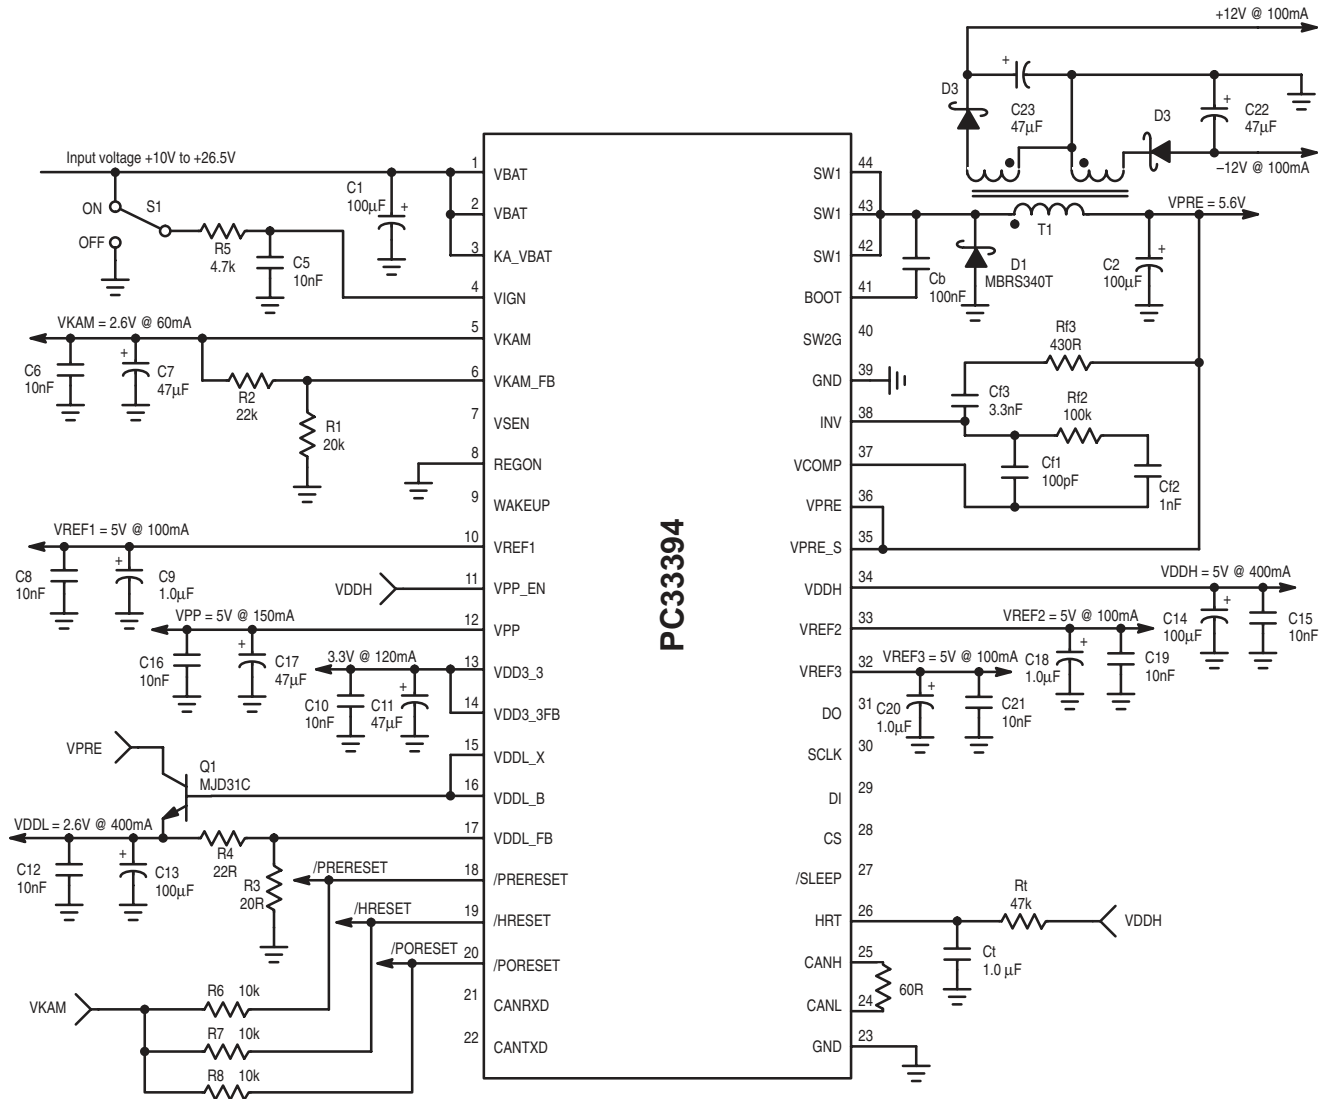 +12V @ 100mA
D3
+
C23
47µF
D3
+
C22
47µF
−12V @ 100mA
Input voltage +10V to +26.5V
ON
S1
OFF
R5
4.7k
C5
10nF
C1
100µF
+
1
VBAT
2
VBAT
3
KA_VBAT
4
VIGN
VKAM = 2.6V @ 60mA
5
VKAM
C6
10nF
+
C7
47µF
R2
22k
6
VKAM_FB
R1
20k
7
VSEN
8
REGON
9
WAKEUP
VREF1 = 5V @ 100mA
10
VREF1
C8
10nF
+
C9
1.0µF
VDDH
11
VPP_EN
VPP = 5V @ 150mA
12
VPP
C16
10nF
+
C17
47µF
3.3V @ 120mA
13
VDD3_3
C10
10nF
+
C11
47µF
14
VDD3_3FB
VPRE
15
VDDL_X
Q1
MJD31C
16
VDDL_B
VDDL = 2.6V @ 400mA
17
VDDL_FB
C12
10nF
+
C13
100µF
R4
22R
R3
20R
/PRERESET
18
/PRERESET
/HRESET
19
/HRESET
/PORESET
20
/PORESET
VKAM
R6 10k
R7 10k
R8 10k
21
CANRXD
22
CANTXD
PC33394
44
SW1
43
SW1
42
SW1
41
BOOT
Cb
100nF
D1
MBRS340T
T1
VPRE = 5.6V
C2
100µF
+
40
SW2G
39
GND
38
INV
37
VCOMP
36
VPRE
35
VPRE_S
Rf3
430R
Cf3
3.3nF
Rf2
100k
Cf1
100pF
Cf2
1nF
34
VDDH
VDDH = 5V @ 400mA
C14
100µF
+
C15
10nF
33
VREF2
VREF2 = 5V @ 100mA
C18
1.0µF
+
C19
10nF
32
VREF3
VREF3 = 5V @ 100mA
C20
1.0µF
+
C21
10nF
31
DO
30
SCLK
29
DI
28
CS
27
/SLEEP
26
HRT
Rt
47k
VDDH
Ct
1.0 µF
25
CANH
60R
24
CANL
23
GND